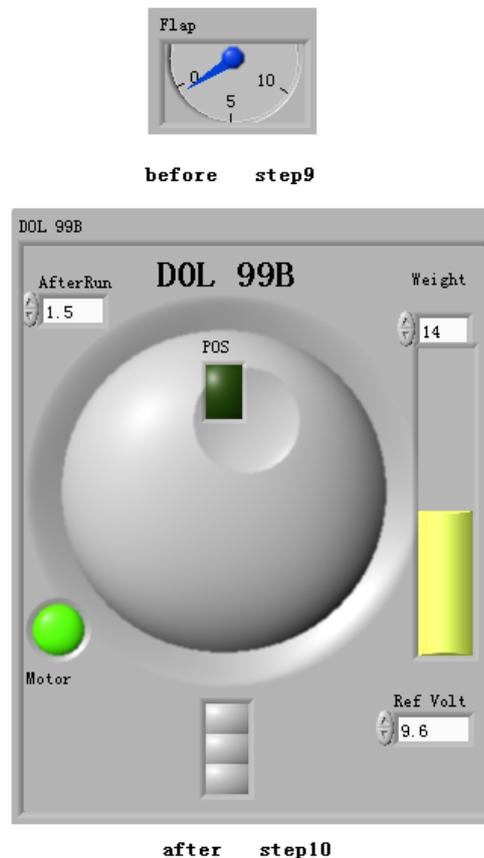 Flap
0 5 10
before step9
DOL 99B
DOL 99B
AfterRun
1.5
Weight
14
POS
Motor
Ref Volt
9.6
after step10